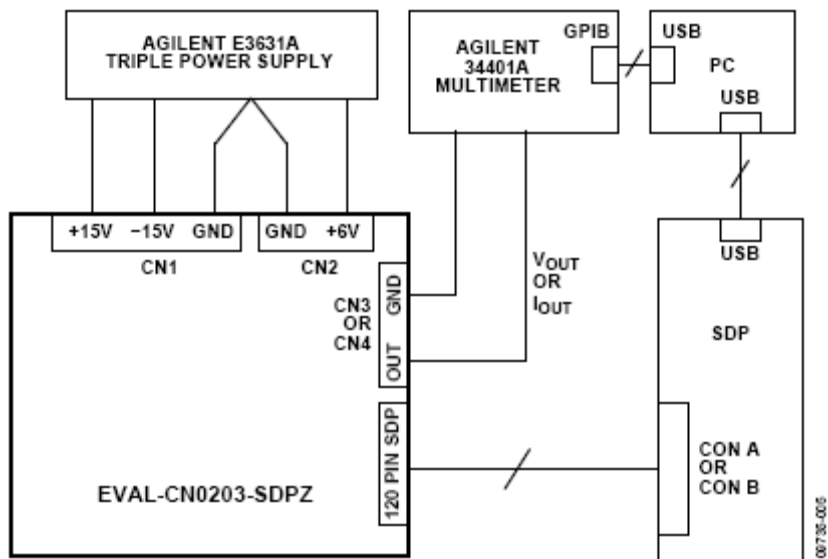 AGILENT E3631A
TRIPLE POWER SUPPLY
AGILENT
34401A
MULTIMETER
GPIB
USB
PC
USB
+15V −15V GND
CN1
GND +6V
CN2
CN3
OR
CN4
GND
OUT
VOUT
OR
IOUT
USB
SDP
120 PIN SDP
CON A
OR
CON B
EVAL-CN0203-SDPZ
09735-005